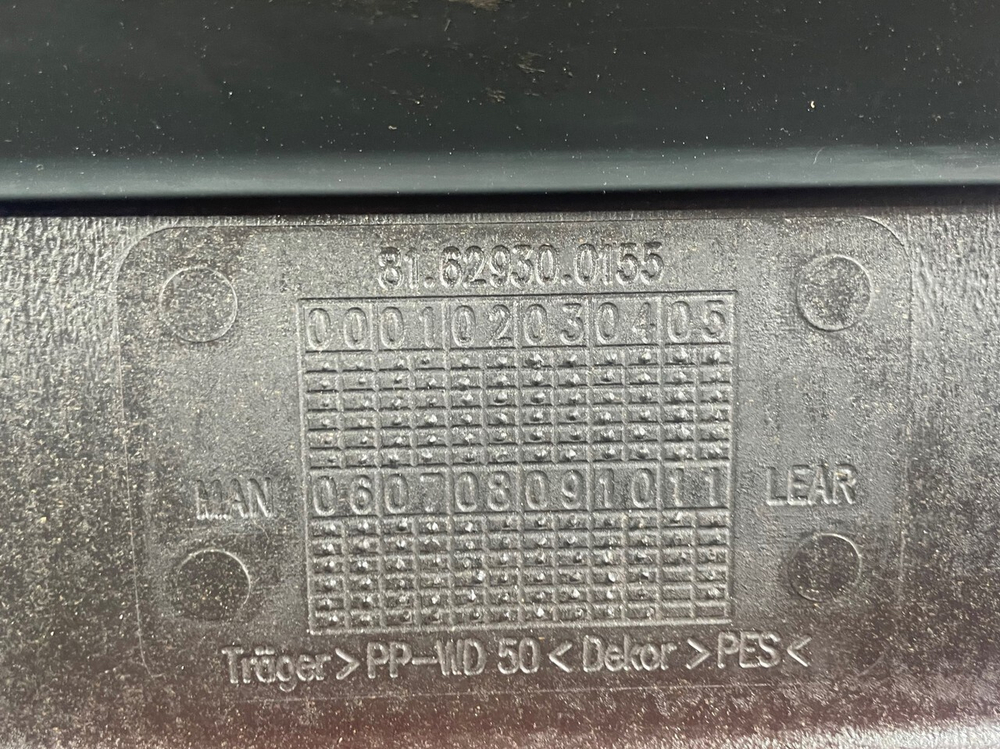 81.62930.0155
00 01 02 03 04 05
06 07 08 09 10 11
MAN
LEAR
Träger >PP-WD 50< Dekor >PES<